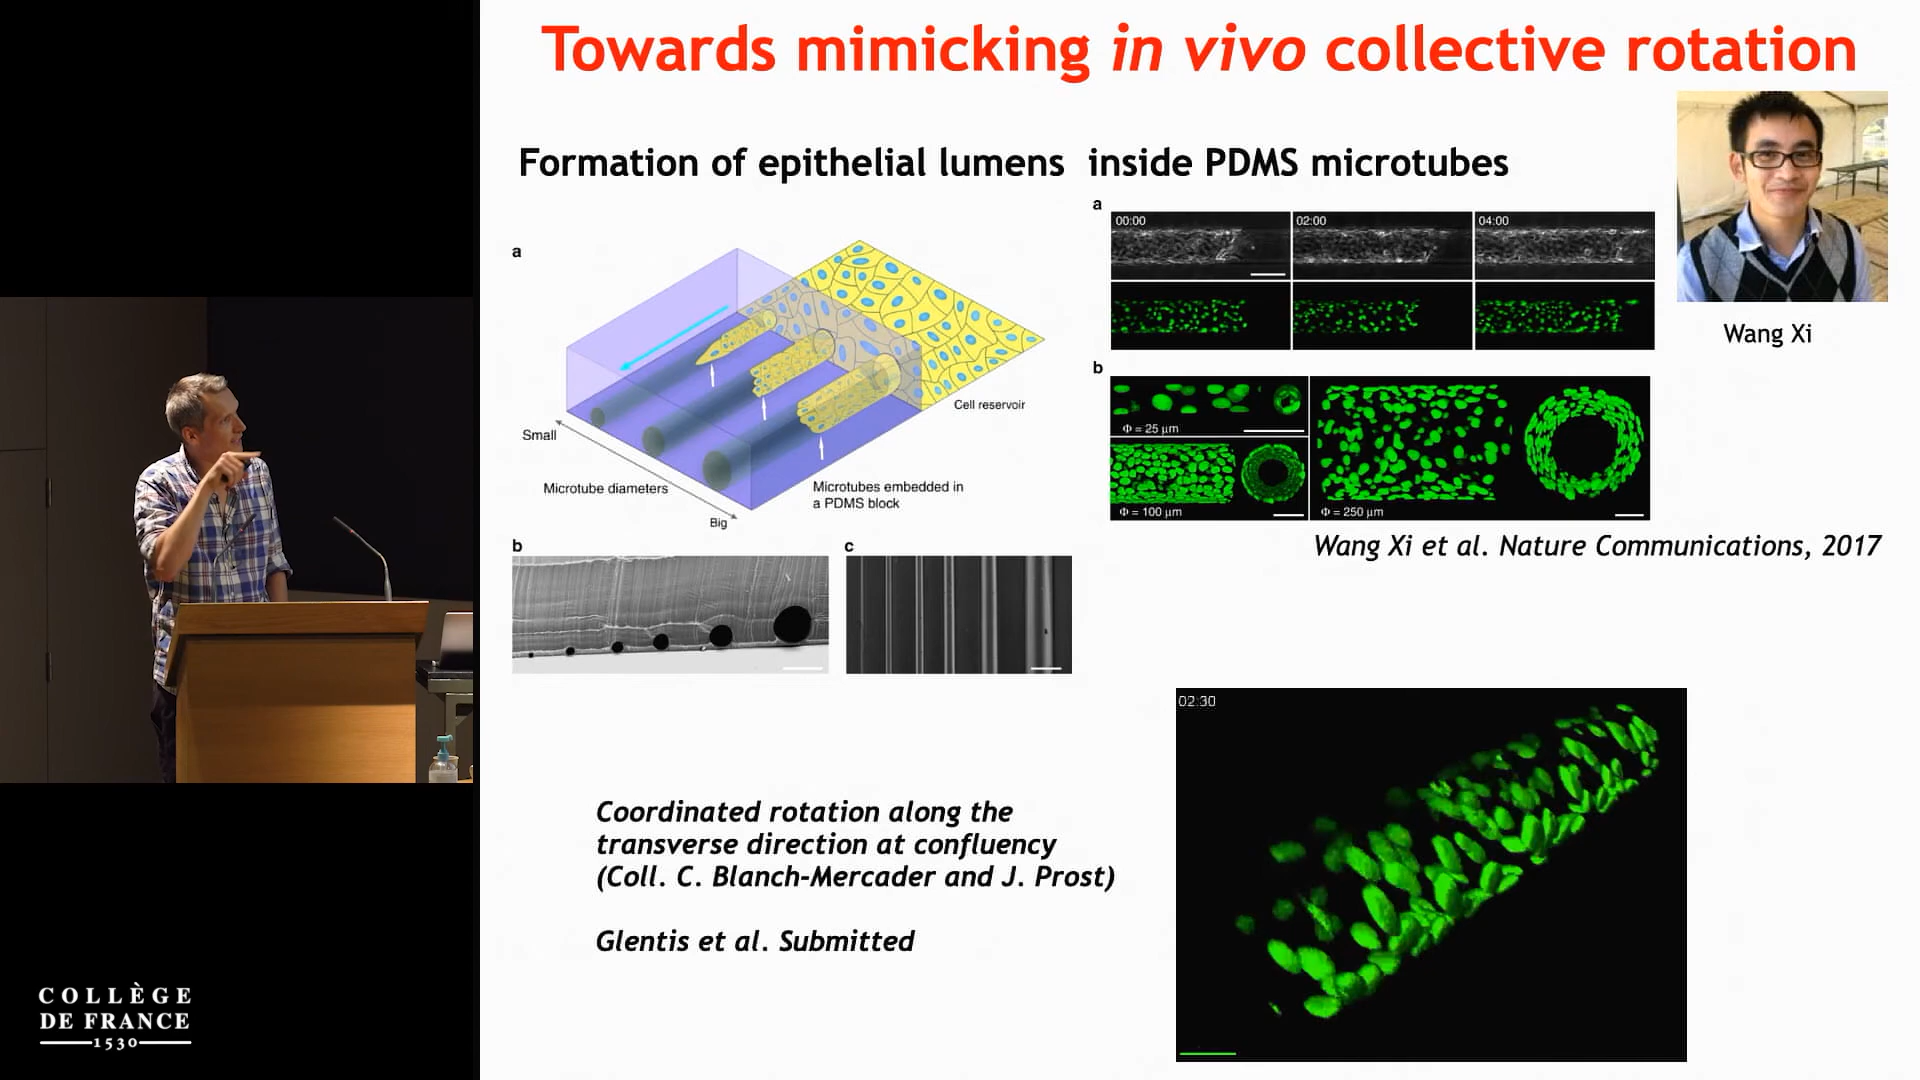 Towards mimicking in vivo collective rotation
Formation of epithelial lumens inside PDMS microtubes
a
Cell reservoir
Small
Microtube diameters
Big
Microtubes embedded in
a PDMS block
b
c
a
00:00
02:00
04:00
b
Φ = 25 µm
Φ = 100 µm
Φ = 250 µm
Wang Xi
Wang Xi et al. Nature Communications, 2017
Coordinated rotation along the
transverse direction at confluency
(Coll. C. Blanch-Mercader and J. Prost)
Glentis et al. Submitted
02:30
COLLÈGE
DE FRANCE
1530